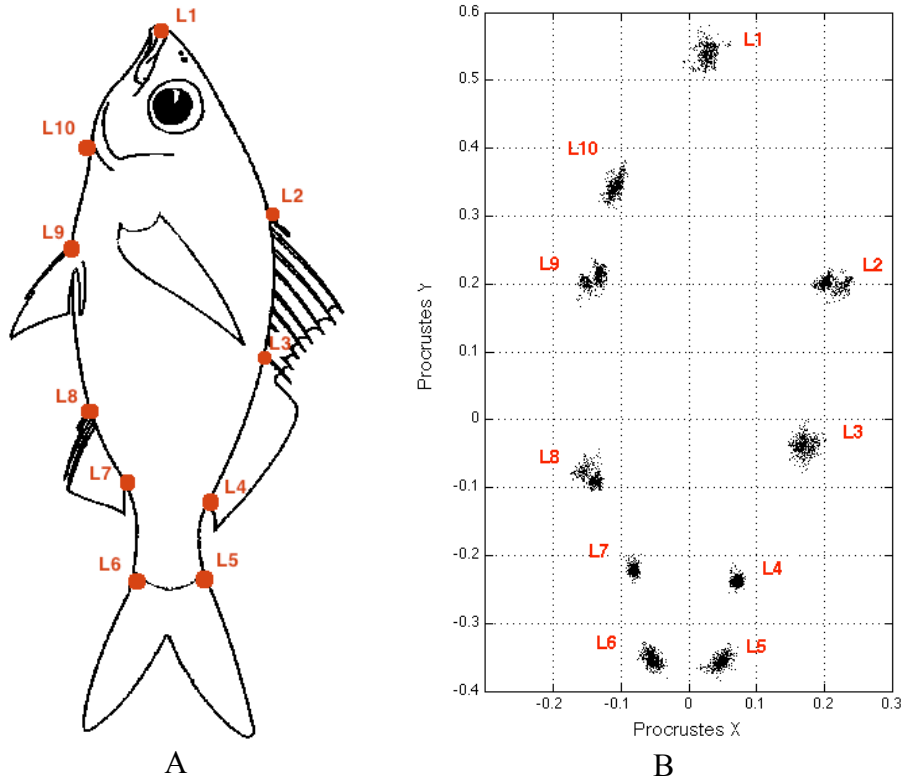 L1
L10
L2
L9
L3
L8
L7
L4
L6
L5
A
0.6
0.5
0.4
0.3
0.2
0.1
0
-0.1
-0.2
-0.3
-0.4
Procrustes Y
L1
L10
L9
L2
L3
L8
L7
L4
L6
L5
-0.2
-0.1
0
0.1
0.2
0.3
Procrustes X
B